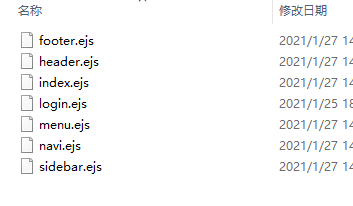 名称 修改日期
footer.ejs 2021/1/27 14
header.ejs 2021/1/27 14
index.ejs 2021/1/27 14
login.ejs 2021/1/25 18
menu.ejs 2021/1/27 14
navi.ejs 2021/1/27 14
sidebar.ejs 2021/1/27 14